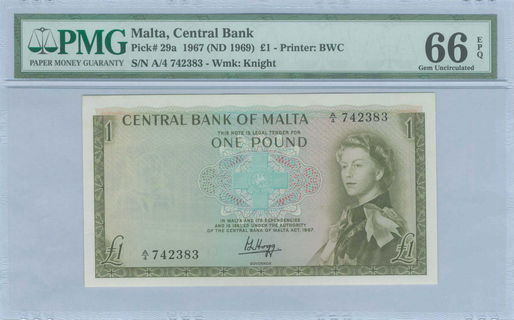 PMG
PAPER MONEY GUARANTY
Malta, Central Bank
Pick# 29a 1967 (ND 1969) £1 - Printer: BWC
S/N A/4 742383 - Wmk: Knight
66 EPQ
Gem Uncirculated
1 CENTRAL BANK OF MALTA A/4 742383 1
THIS NOTE IS LEGAL TENDER FOR
ONE POUND
IN MALTA AND ITS DEPENDENCIES
AND IS ISSUED UNDER THE AUTHORITY
OF THE CENTRAL BANK OF MALTA ACT, 1967.
A/4 742383
£1 GOVERNOR £1